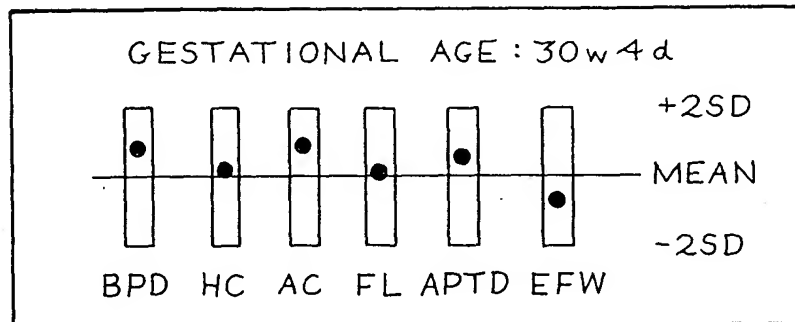 GESTATIONAL AGE : 30w4d
+2SD
MEAN
-2SD
BPD HC AC FL APTD EFW